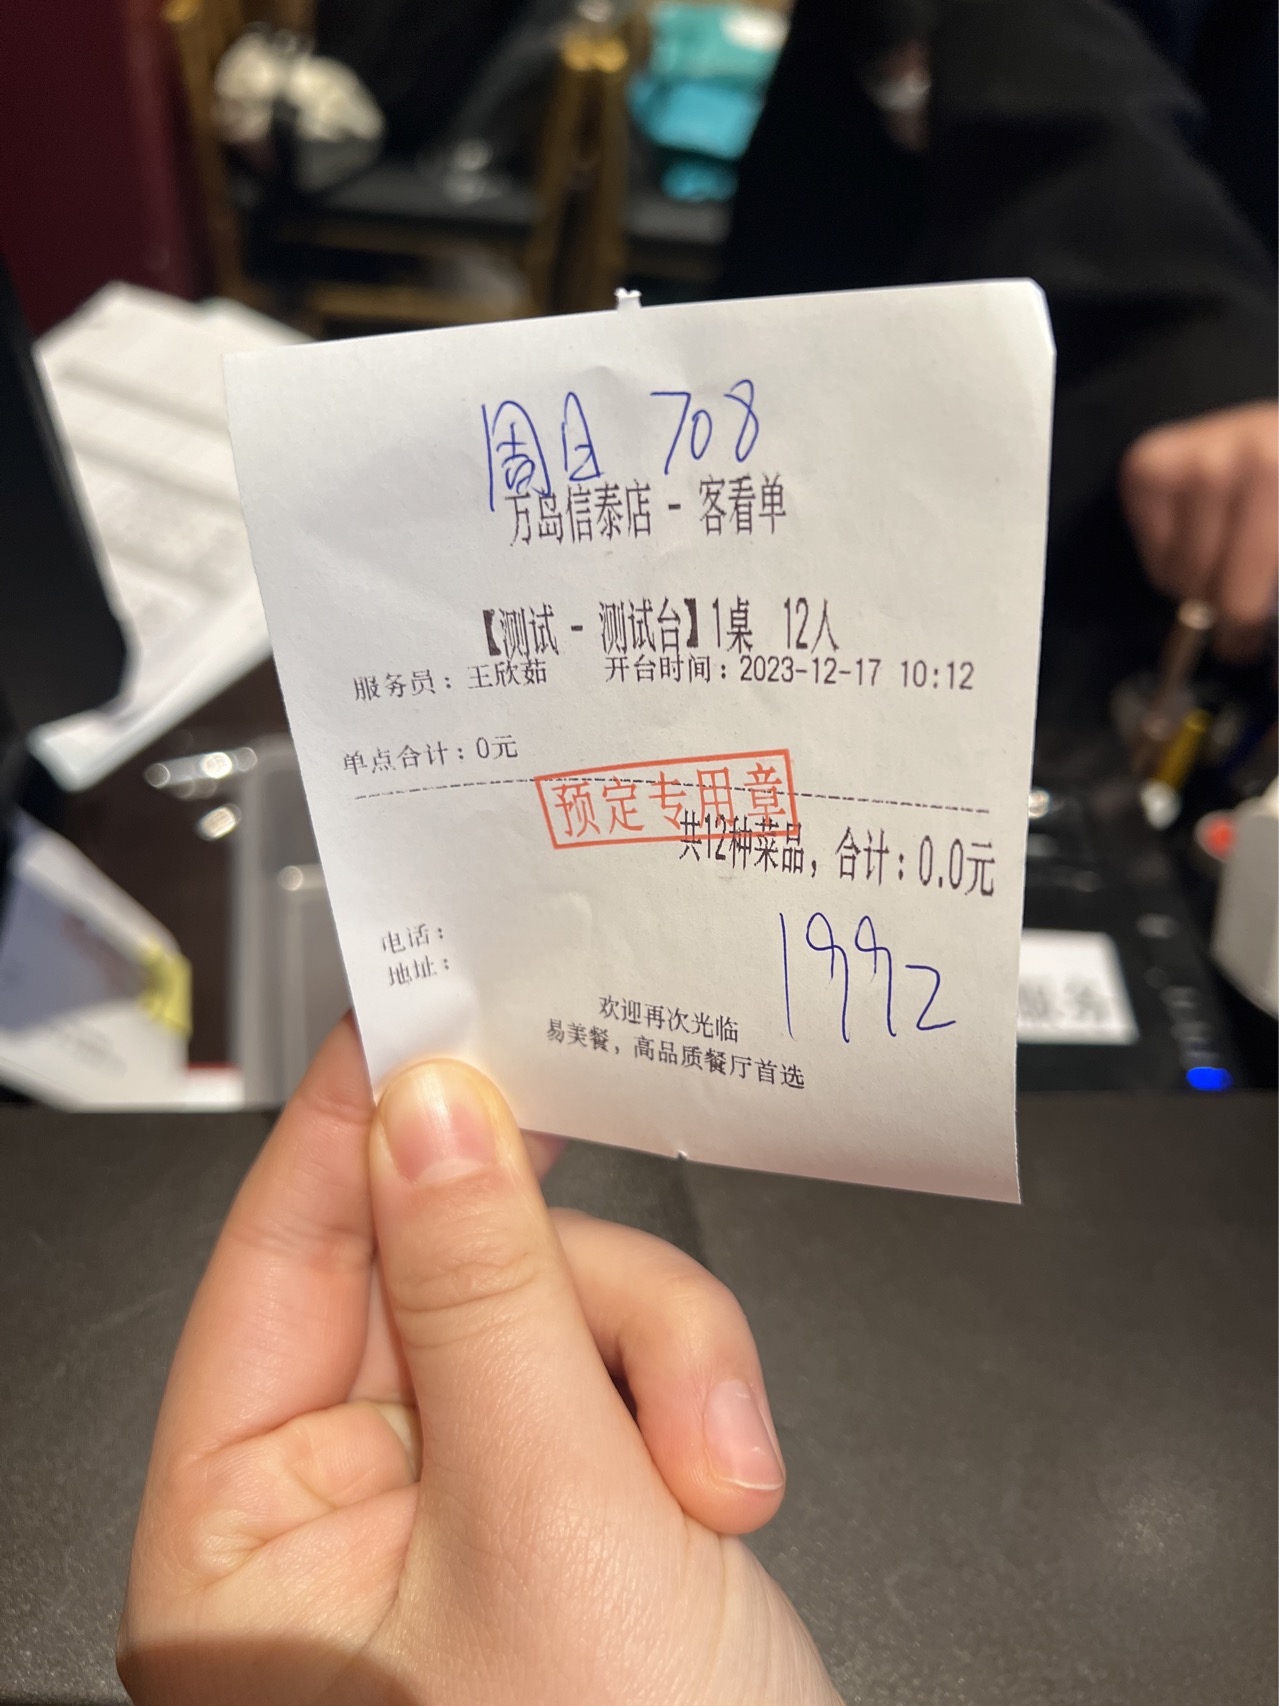 周日 708
万岛信泰店 - 客看单
【测试 - 测试台】1桌 12人
服务员：王欣茹 开台时间：2023-12-17 10:12
单点合计：0元
预定专用章
共12种菜品，合计：0.0元
1992
电话：
地址：
欢迎再次光临
易美餐，高品质餐厅首选